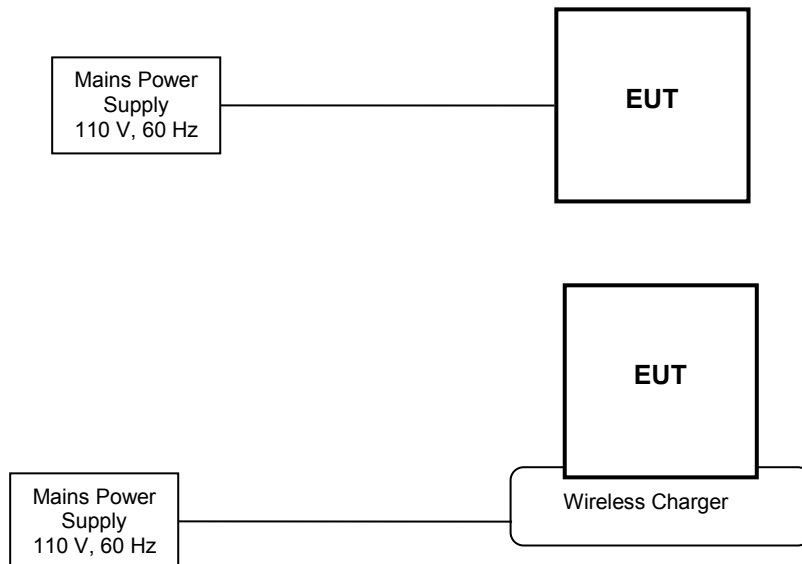 Mains Power
Supply
110 V, 60 Hz
EUT
EUT
Wireless Charger
Mains Power
Supply
110 V, 60 Hz